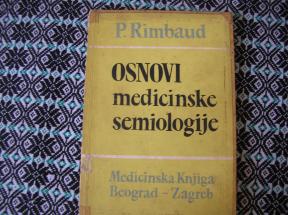 P. Rimbaud
OSNOVI
medicinske
semiologije
Medicinska Knjiga
Beograd - Zagreb